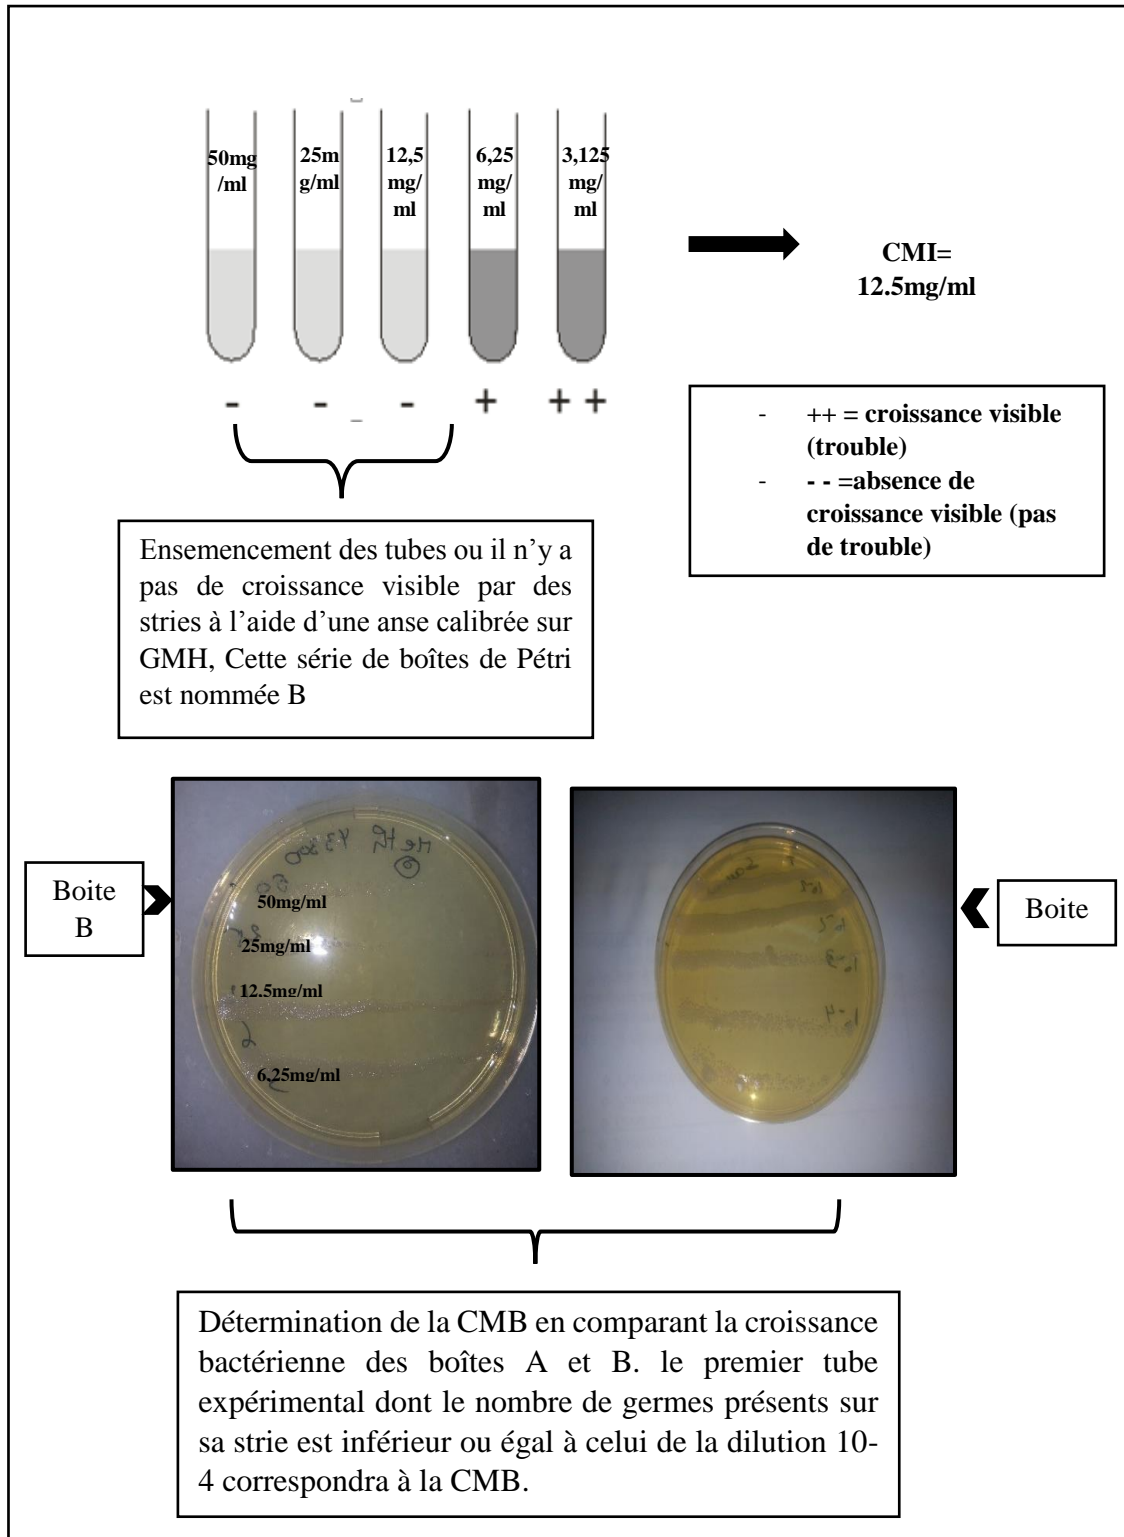 50mg
/ml
25m
g/ml
12,5
mg/
ml
6,25
mg/
ml
3,125
mg/
ml
CMI=
12.5mg/ml
- - - + ++
- ++ = croissance visible
(trouble)
- - - =absence de
croissance visible (pas
de trouble)
Ensemencement des tubes ou il n’y a
pas de croissance visible par des
stries à l’aide d’une anse calibrée sur
GMH, Cette série de boîtes de Pétri
est nommée B
Boite
B
50mg/ml
25mg/ml
12.5mg/ml
6,25mg/ml
Boite
Détermination de la CMB en comparant la croissance
bactérienne des boîtes A et B. le premier tube
expérimental dont le nombre de germes présents sur
sa strie est inférieur ou égal à celui de la dilution 10-
4 correspondra à la CMB.